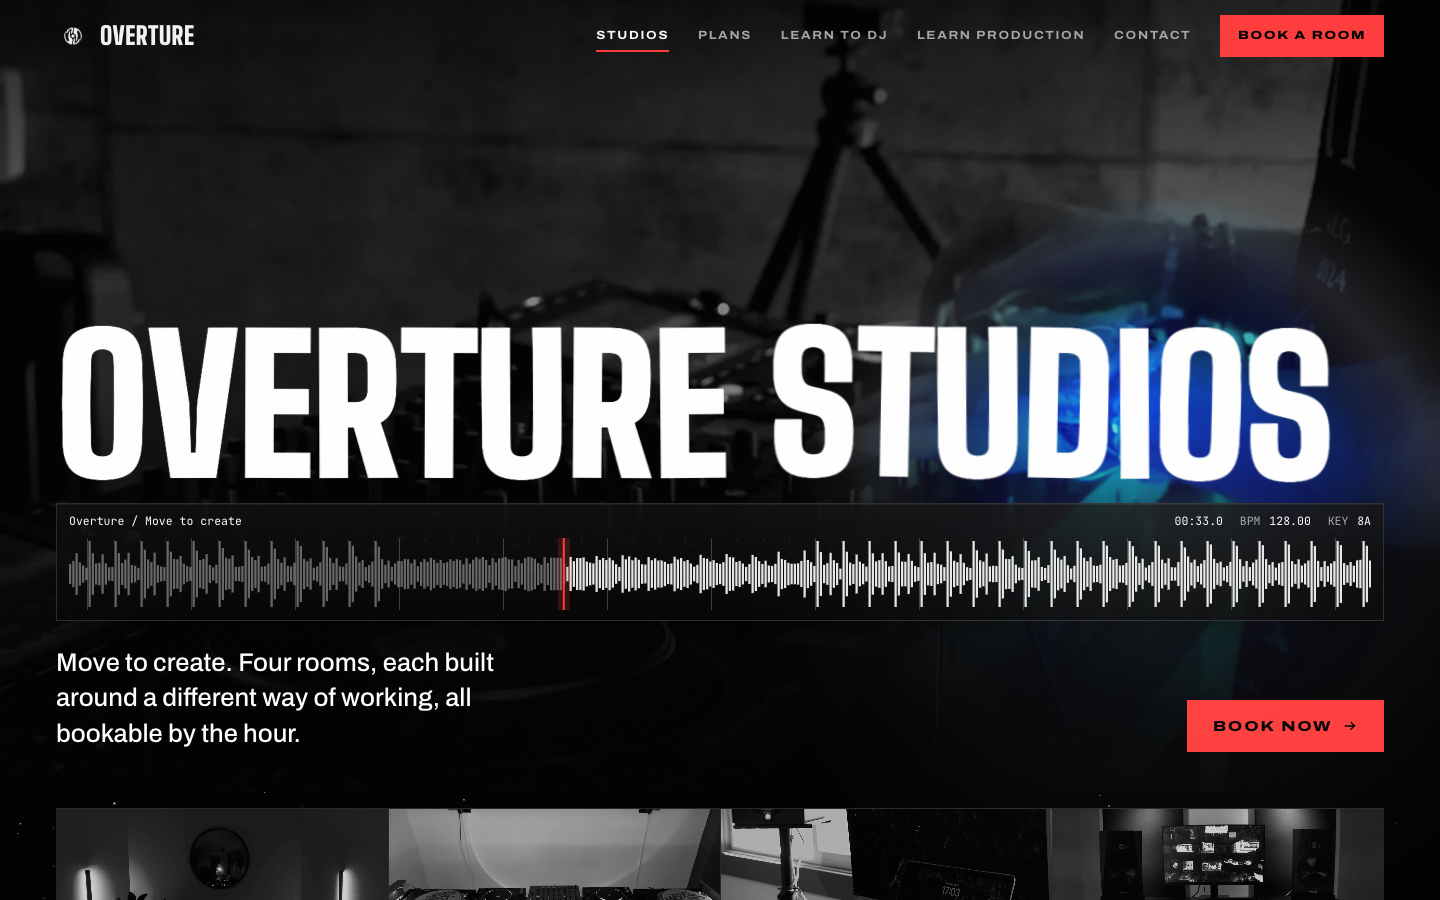 OVERTURE
STUDIOS PLANS LEARN TO DJ LEARN PRODUCTION CONTACT BOOK A ROOM
OVERTURE STUDIOS
Overture / Move to create 00:33.0 BPM 128.00 KEY 8A
Move to create. Four rooms, each built
around a different way of working, all
bookable by the hour.
BOOK NOW →
17:03